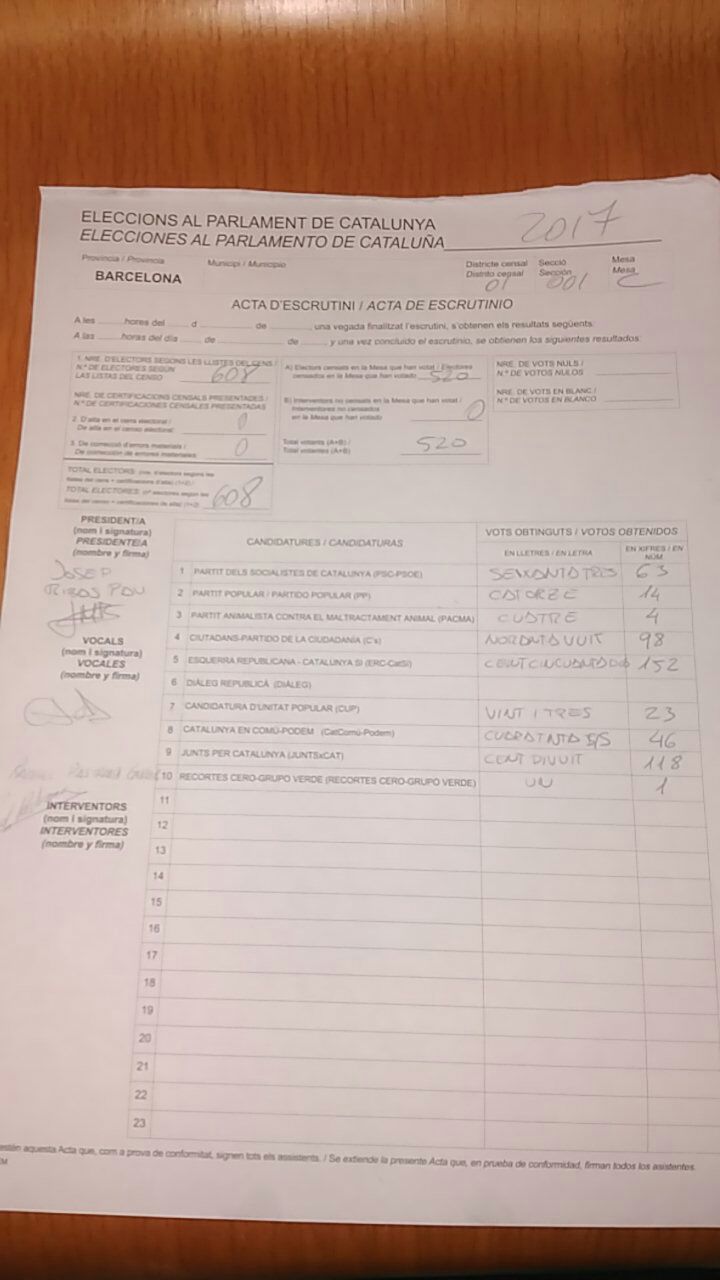 ELECCIONS AL PARLAMENT DE CATALUNYA
ELECCIONES AL PARLAMENTO DE CATALUÑA 2017
Província / Provincia Municipi / Municipio Districte censal Secció Mesa
Distrito censal Sección Mesa
BARCELONA 01 001 C
ACTA D'ESCRUTINI / ACTA DE ESCRUTINIO
A les hores del d de , una vegada finalitzat l'escrutini, s'obtenen els resultats següents:
A las horas del día de de y una vez concluido el escrutinio, se obtienen los siguientes resultados:
1. NRE. D'ELECTORS SEGONS LES LLISTES DEL CENS /
N.º DE ELECTORES SEGÚN
LAS LISTAS DEL CENSO 608
A) Electors censats en la Mesa que han votat / Electores
censados en la Mesa que han votado 520
NRE. DE VOTS NULS /
N.º DE VOTOS NULOS
NRE. DE CERTIFICACIONS CENSALS PRESENTADES /
N.º DE CERTIFICACIONES CENSALES PRESENTADAS
B) Interventors no censats en la Mesa que han votat /
Interventores no censados
en la Mesa que han votado 0
NRE. DE VOTS EN BLANC /
N.º DE VOTOS EN BLANCO
2. D'alta en el cens electoral /
De alta en el censo electoral: 0
3. De correcció d'errors materials /
De corrección de errores materiales: 0
Total votants (A+B) /
Total votantes (A+B) 520
TOTAL ELECTORS: (nre. d'electors segons les
llistes del cens + certificacions d'alta) (1+2) /
TOTAL ELECTORES: (nº electores según las
listas del censo + certificaciones de alta) (1+2) 608
PRESIDENT/A
(nom i signatura)
PRESIDENTE/A
(nombre y firma)
JOSEP
VOCALS
(nom i signatura)
VOCALES
(nombre y firma)
INTERVENTORS
(nom i signatura)
INTERVENTORES
(nombre y firma)
CANDIDATURES / CANDIDATURAS VOTS OBTINGUTS / VOTOS OBTENIDOS
EN LLETRES / EN LETRA EN XIFRES / EN NÚM.
1 PARTIT DELS SOCIALISTES DE CATALUNYA (PSC-PSOE) SEIXANTA TRES 63
2 PARTIT POPULAR / PARTIDO POPULAR (PP) CATORZE 14
3 PARTIT ANIMALISTA CONTRA EL MALTRACTAMENT ANIMAL (PACMA) CUATRE 4
4 CIUTADANS-PARTIDO DE LA CIUDADANÍA (C's) NORANTA VUIT 98
5 ESQUERRA REPUBLICANA - CATALUNYA SÍ (ERC-CatSí) CENT CINCUANTA DOS 152
6 DIÀLEG REPUBLICÀ (DIÀLEG)
7 CANDIDATURA D'UNITAT POPULAR (CUP) VINT I TRES 23
8 CATALUNYA EN COMÚ-PODEM (CatComú-Podem) 46
9 JUNTS PER CATALUNYA (JUNTSxCAT) CENT DIVUIT 118
10 RECORTES CERO-GRUPO VERDE (RECORTES CERO-GRUPO VERDE) UN 1
11
12
13
14
15
16
17
18
19
20
21
22
23
aquesta Acta que, com a prova de conformitat, signen tots els assistents. / Se extiende la presente Acta que, en prueba de conformidad, firman todos los asistentes.